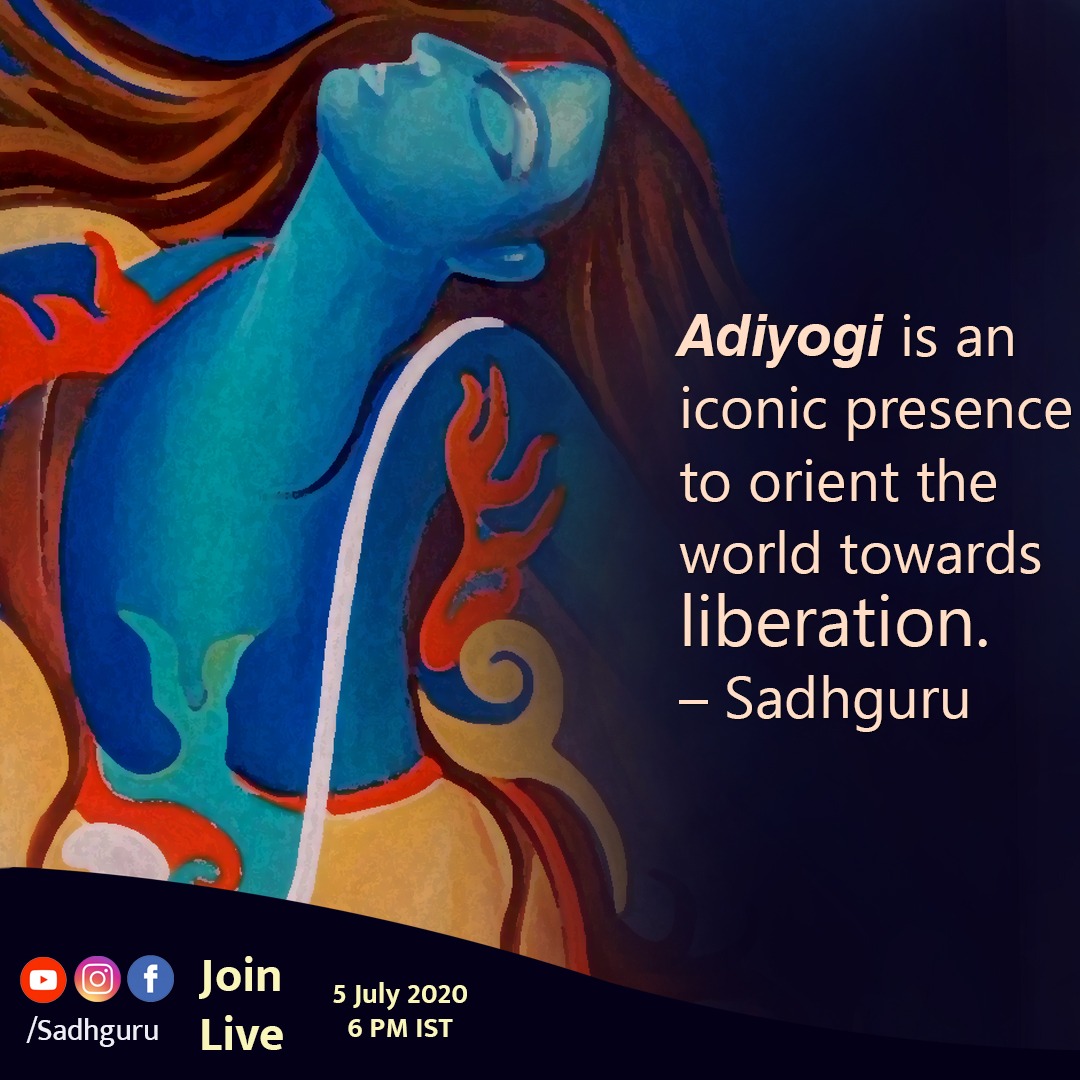 Adiyogi is an
iconic presence
to orient the
world towards
liberation.
– Sadhguru
/Sadhguru
Join
Live
5 July 2020
6 PM IST